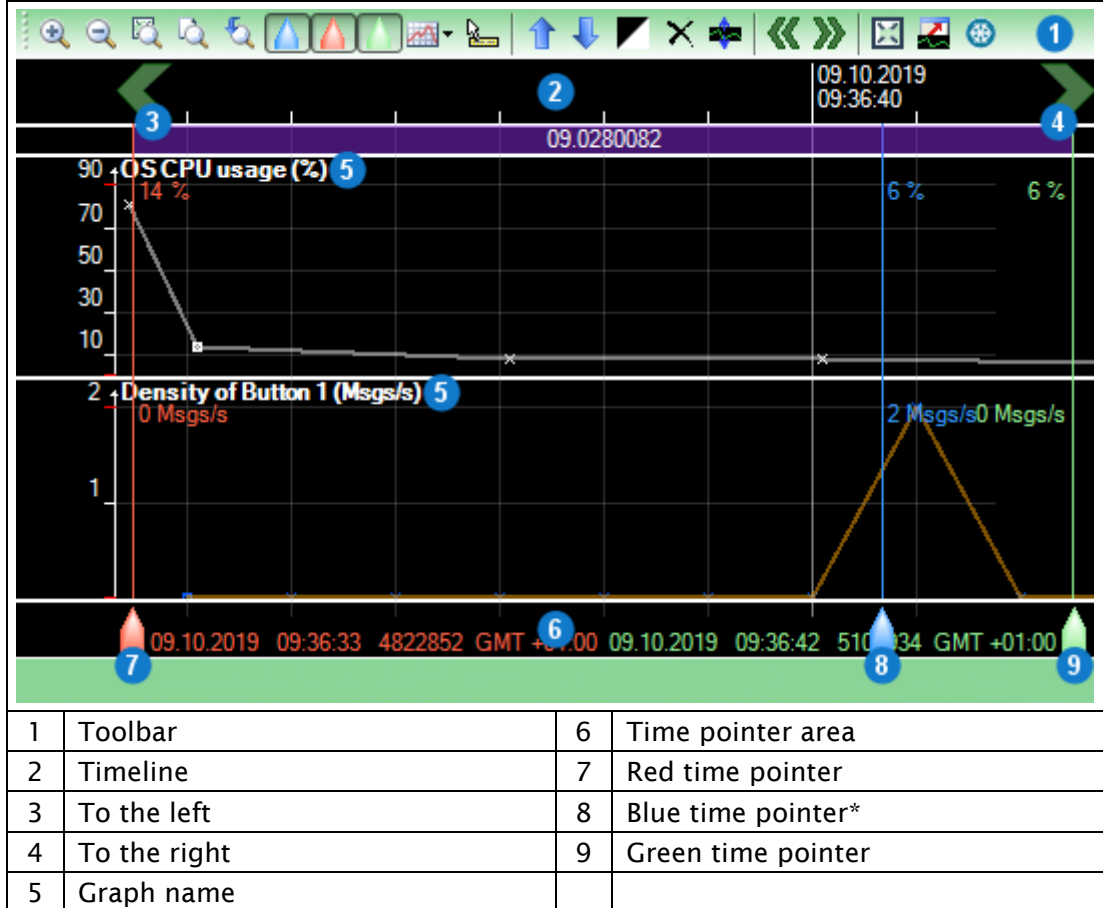 1
09.10.2019
09:36:40
2
3
4
09.0280082
90 OS CPU usage (%) 5
14 %
6 %
6 %
70
50
30
10
2 Density of Button 1 (Msgs/s) 5
0 Msgs/s
2 Msgs/s
0 Msgs/s
1
6
09.10.2019 09:36:33 4822852 GMT +01:00 09.10.2019 09:36:42 GMT +01:00
7
8
9
1 Toolbar 6 Time pointer area
2 Timeline 7 Red time pointer
3 To the left 8 Blue time pointer*
4 To the right 9 Green time pointer
5 Graph name